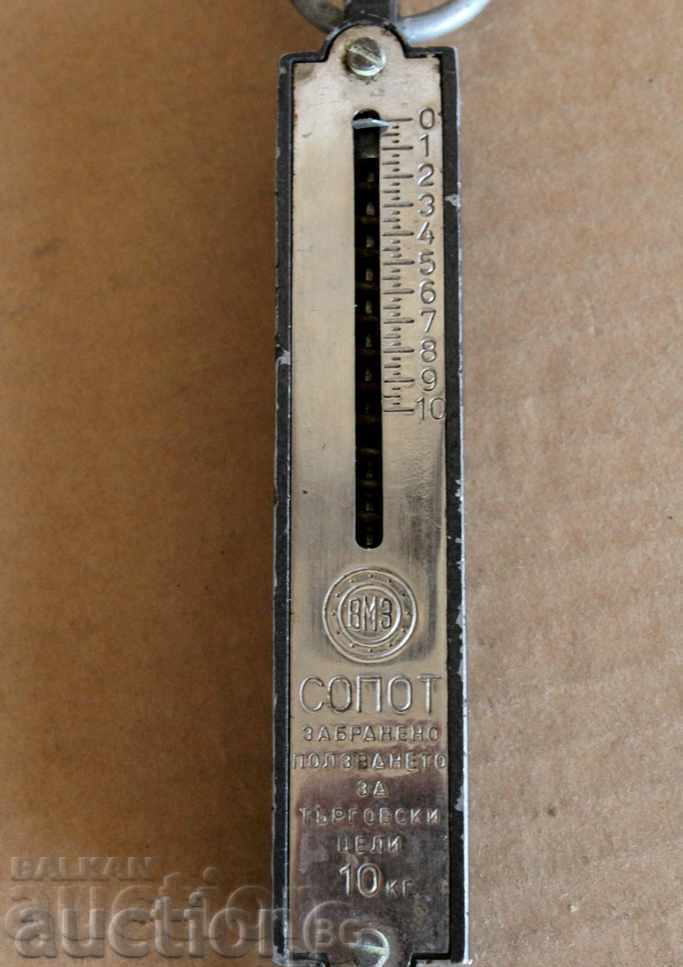 0
1
2
3
4
5
6
7
8
9
10
ВМЗ
СОПОТ
ЗАБРАНЕНО
ПОЛЗВАНЕТО
ЗА
ТЪРГОВСКИ
ЦЕЛИ
10 КГ.
BALKAN
auction
auction BG